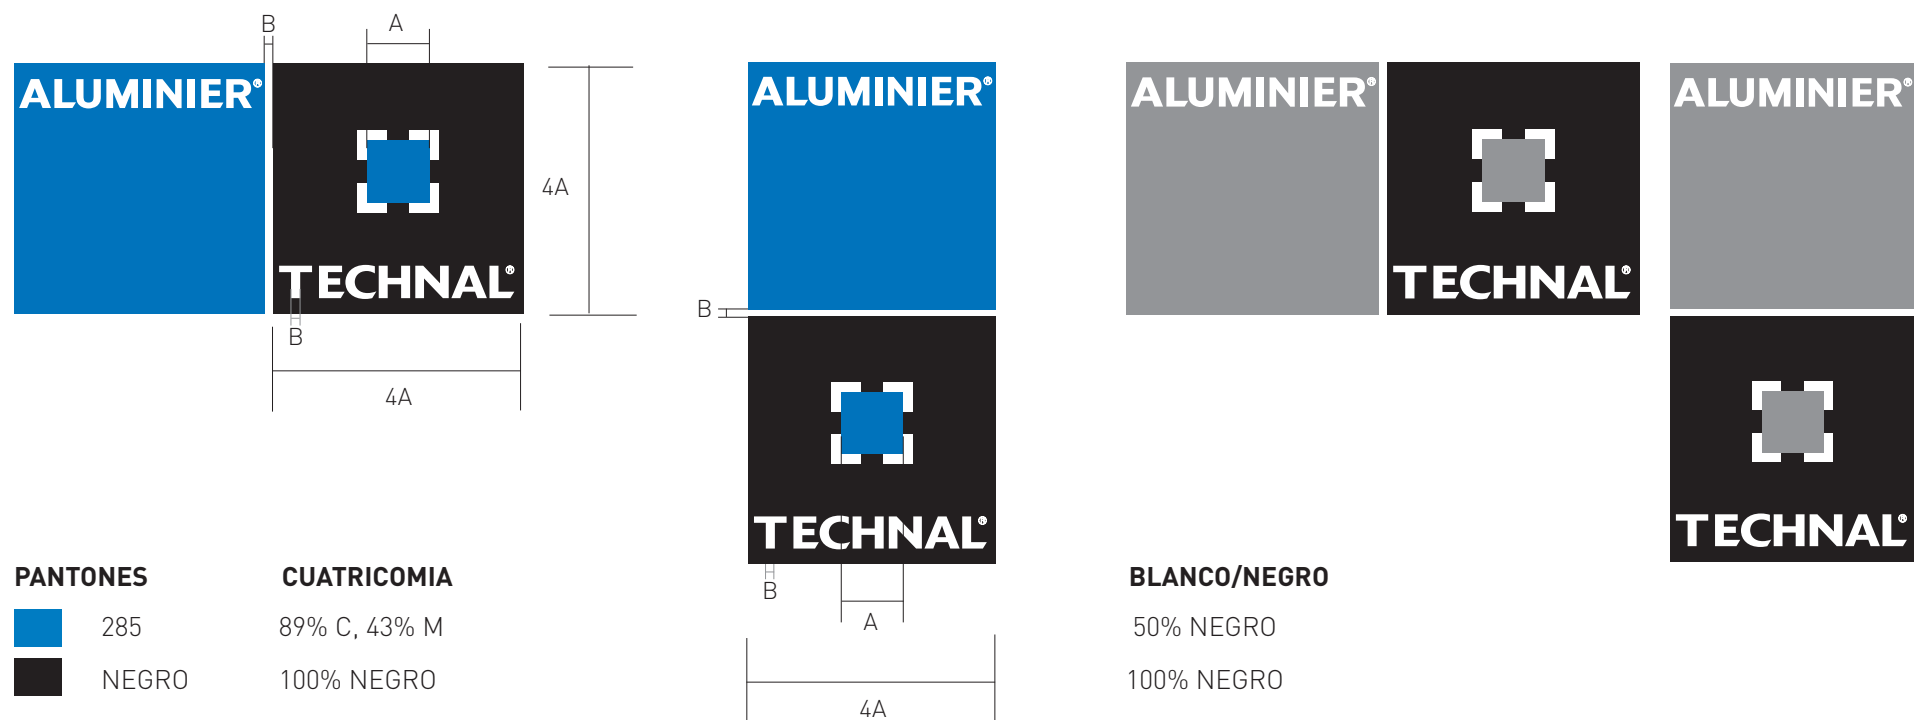 B
A
ALUMINIER®
4A
TECHNAL®
B
4A
ALUMINIER®
B
TECHNAL®
B
A
4A
ALUMINIER®
TECHNAL®
ALUMINIER®
TECHNAL®
PANTONES CUATRICOMIA BLANCO/NEGRO
285 89% C, 43% M 50% NEGRO
NEGRO 100% NEGRO 100% NEGRO